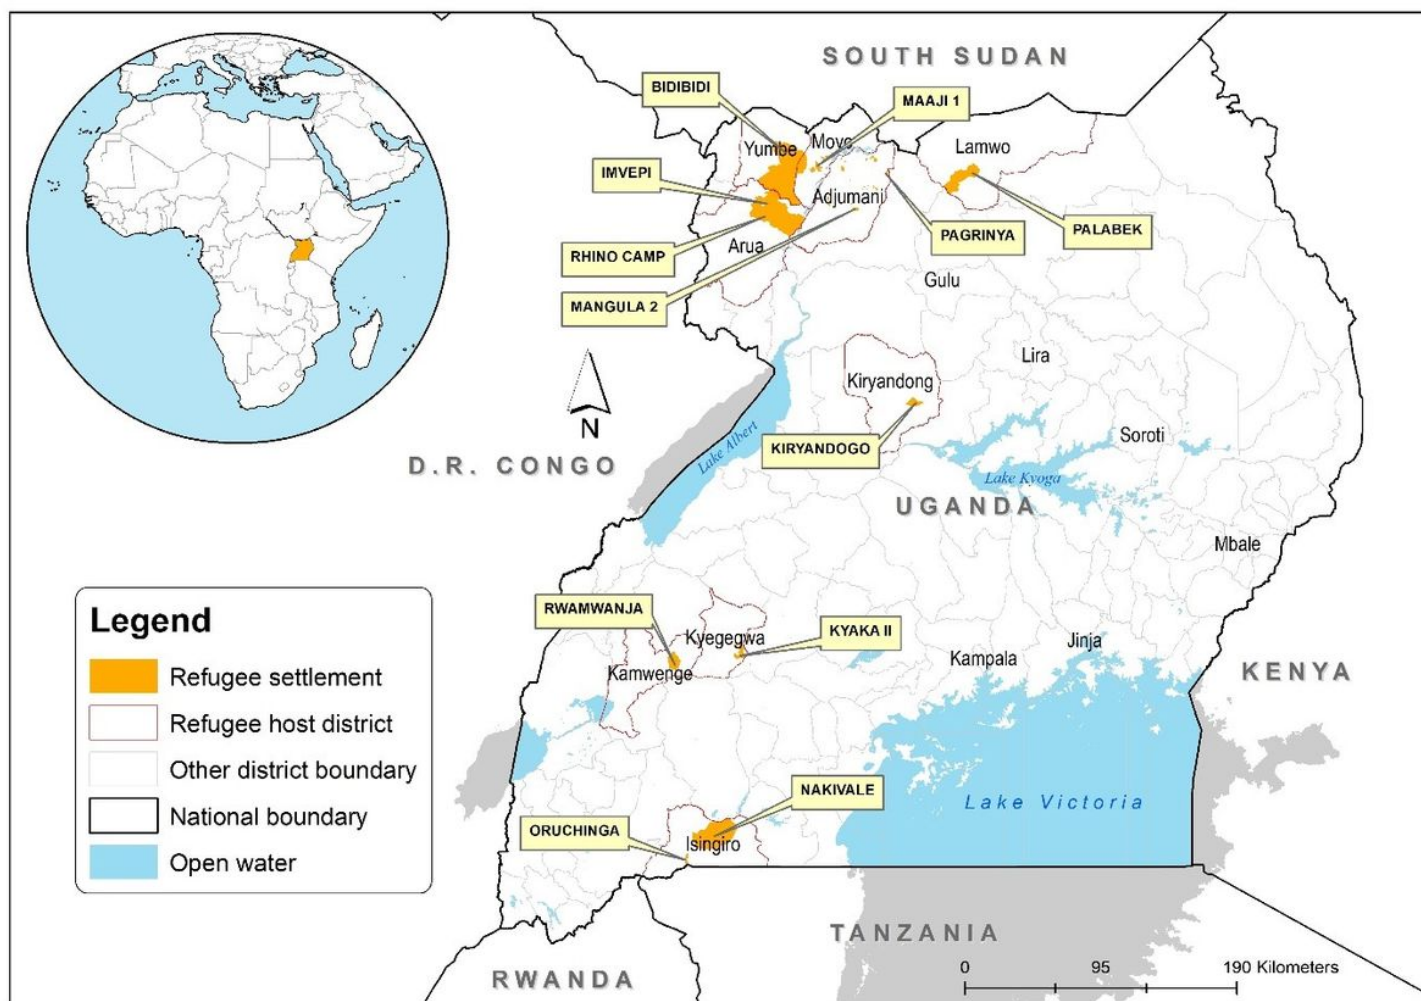 SOUTH SUDAN
BIDIBIDI
MAAJI 1
Yumbe
Moyo
Lamwo
IMVEPI
Adjumani
PAGRINYA
PALABEK
Arua
RHINO CAMP
MANGULA 2
Gulu
Lira
Kiryandong
N
KIRYANDOGO
Lake Albert
D.R. CONGO
Soroti
Lake Kyoga
UGANDA
Mbale
RWAMWANJA
Kyegegwa
KYAKA II
Kamwenge
Kampala
Jinja
KENYA
NAKIVALE
Lake Victoria
ORUCHINGA
Isingiro
TANZANIA
RWANDA
Legend
Refugee settlement
Refugee host district
Other district boundary
National boundary
Open water
0 95 190 Kilometers